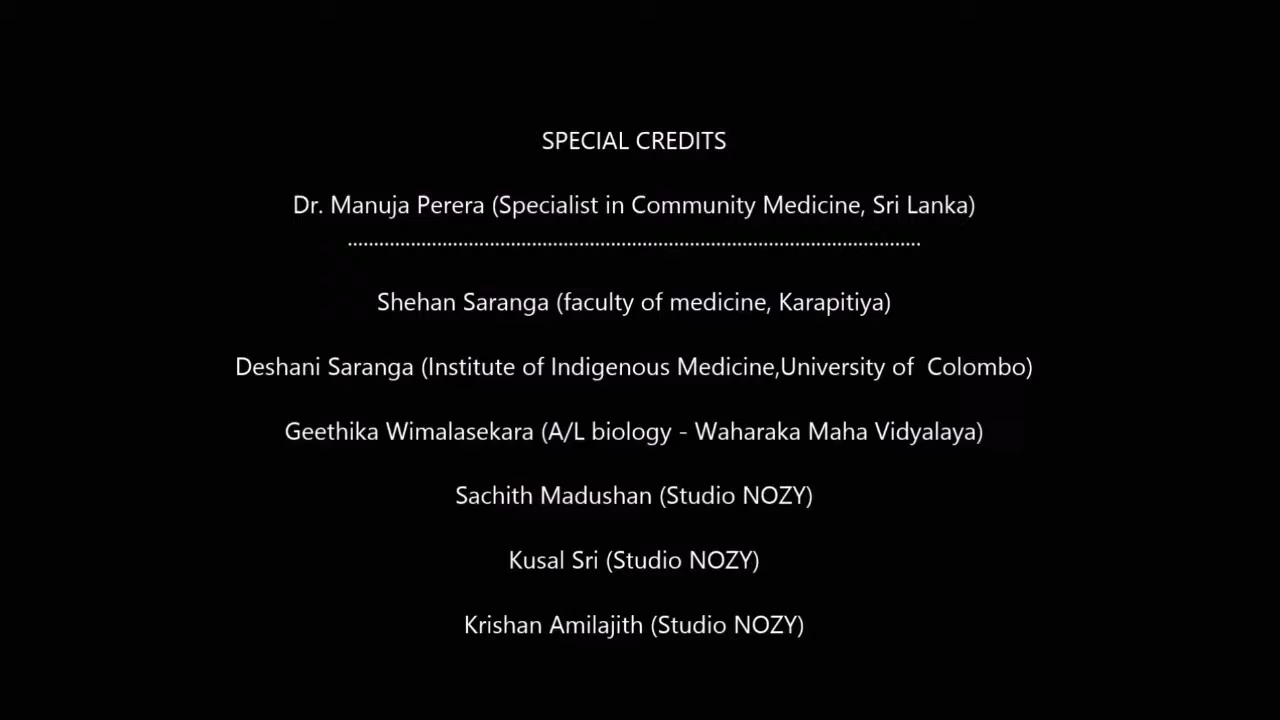 SPECIAL CREDITS
Dr. Manuja Perera (Specialist in Community Medicine, Sri Lanka)
..............................................................................................................
Shehan Saranga (faculty of medicine, Karapitiya)
Deshani Saranga (Institute of Indigenous Medicine,University of  Colombo)
Geethika Wimalasekara (A/L biology - Waharaka Maha Vidyalaya)
Sachith Madushan (Studio NOZY)
Kusal Sri (Studio NOZY)
Krishan Amilajith (Studio NOZY)